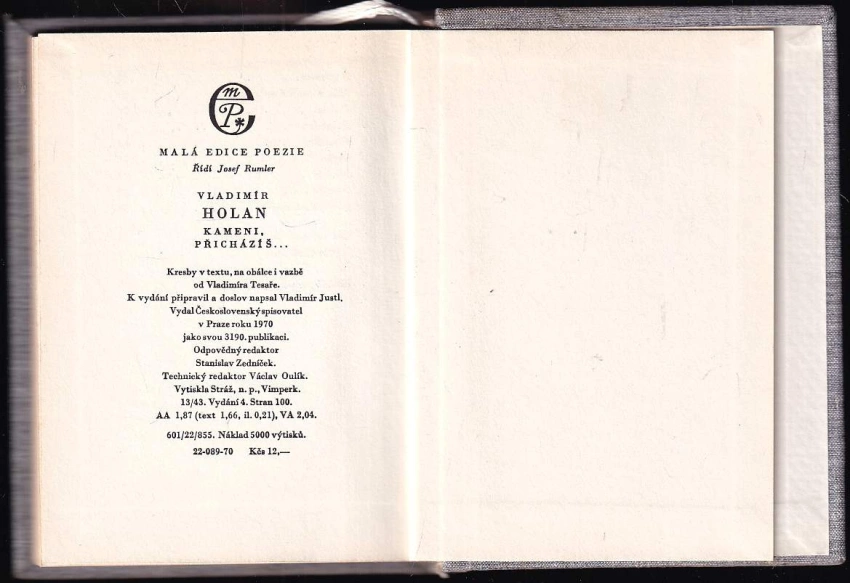 m
P*
MALÁ EDICE POEZIE
Řídí Josef Rumler
VLADIMÍR
HOLAN
KAMENI,
PŘICHÁZÍŠ...
Kresby v textu, na obálce i vazbě
od Vladimíra Tesaře.
K vydání připravil a doslov napsal Vladimír Justl.
Vydal Československý spisovatel
v Praze roku 1970
jako svou 3190. publikaci.
Odpovědný redaktor
Stanislav Zedníček.
Technický redaktor Václav Oulík.
Vytiskla Stráž, n. p., Vimperk.
13/43. Vydání 4. Stran 100.
AA 1,87 (text 1,66, il. 0,21), VA 2,04.
601/22/855. Náklad 5000 výtisků.
22-089-70 Kčs 12,—